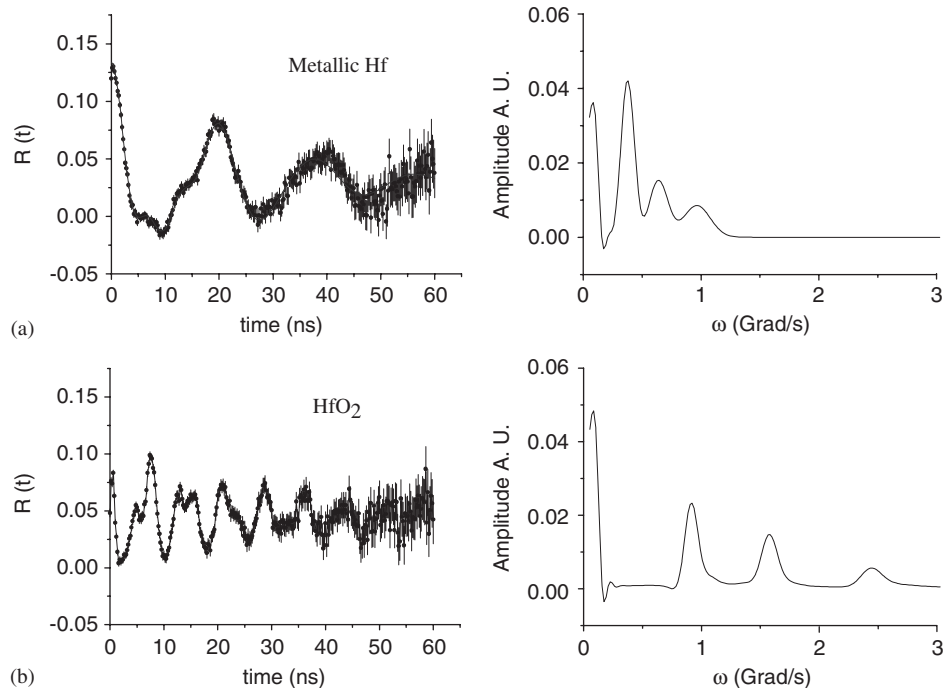 0.15
0.10
0.05
0.00
-0.05
R (t)
Metallic Hf
0 10 20 30 40 50 60
time (ns)
(a)
0.06
0.04
0.02
0.00
Amplitude A. U.
0 1 2 3
ω (Grad/s)
0.15
0.10
0.05
0.00
-0.05
R (t)
HfO2
0 10 20 30 40 50 60
time (ns)
(b)
0.06
0.04
0.02
0.00
Amplitude A. U.
0 1 2 3
ω (Grad/s)